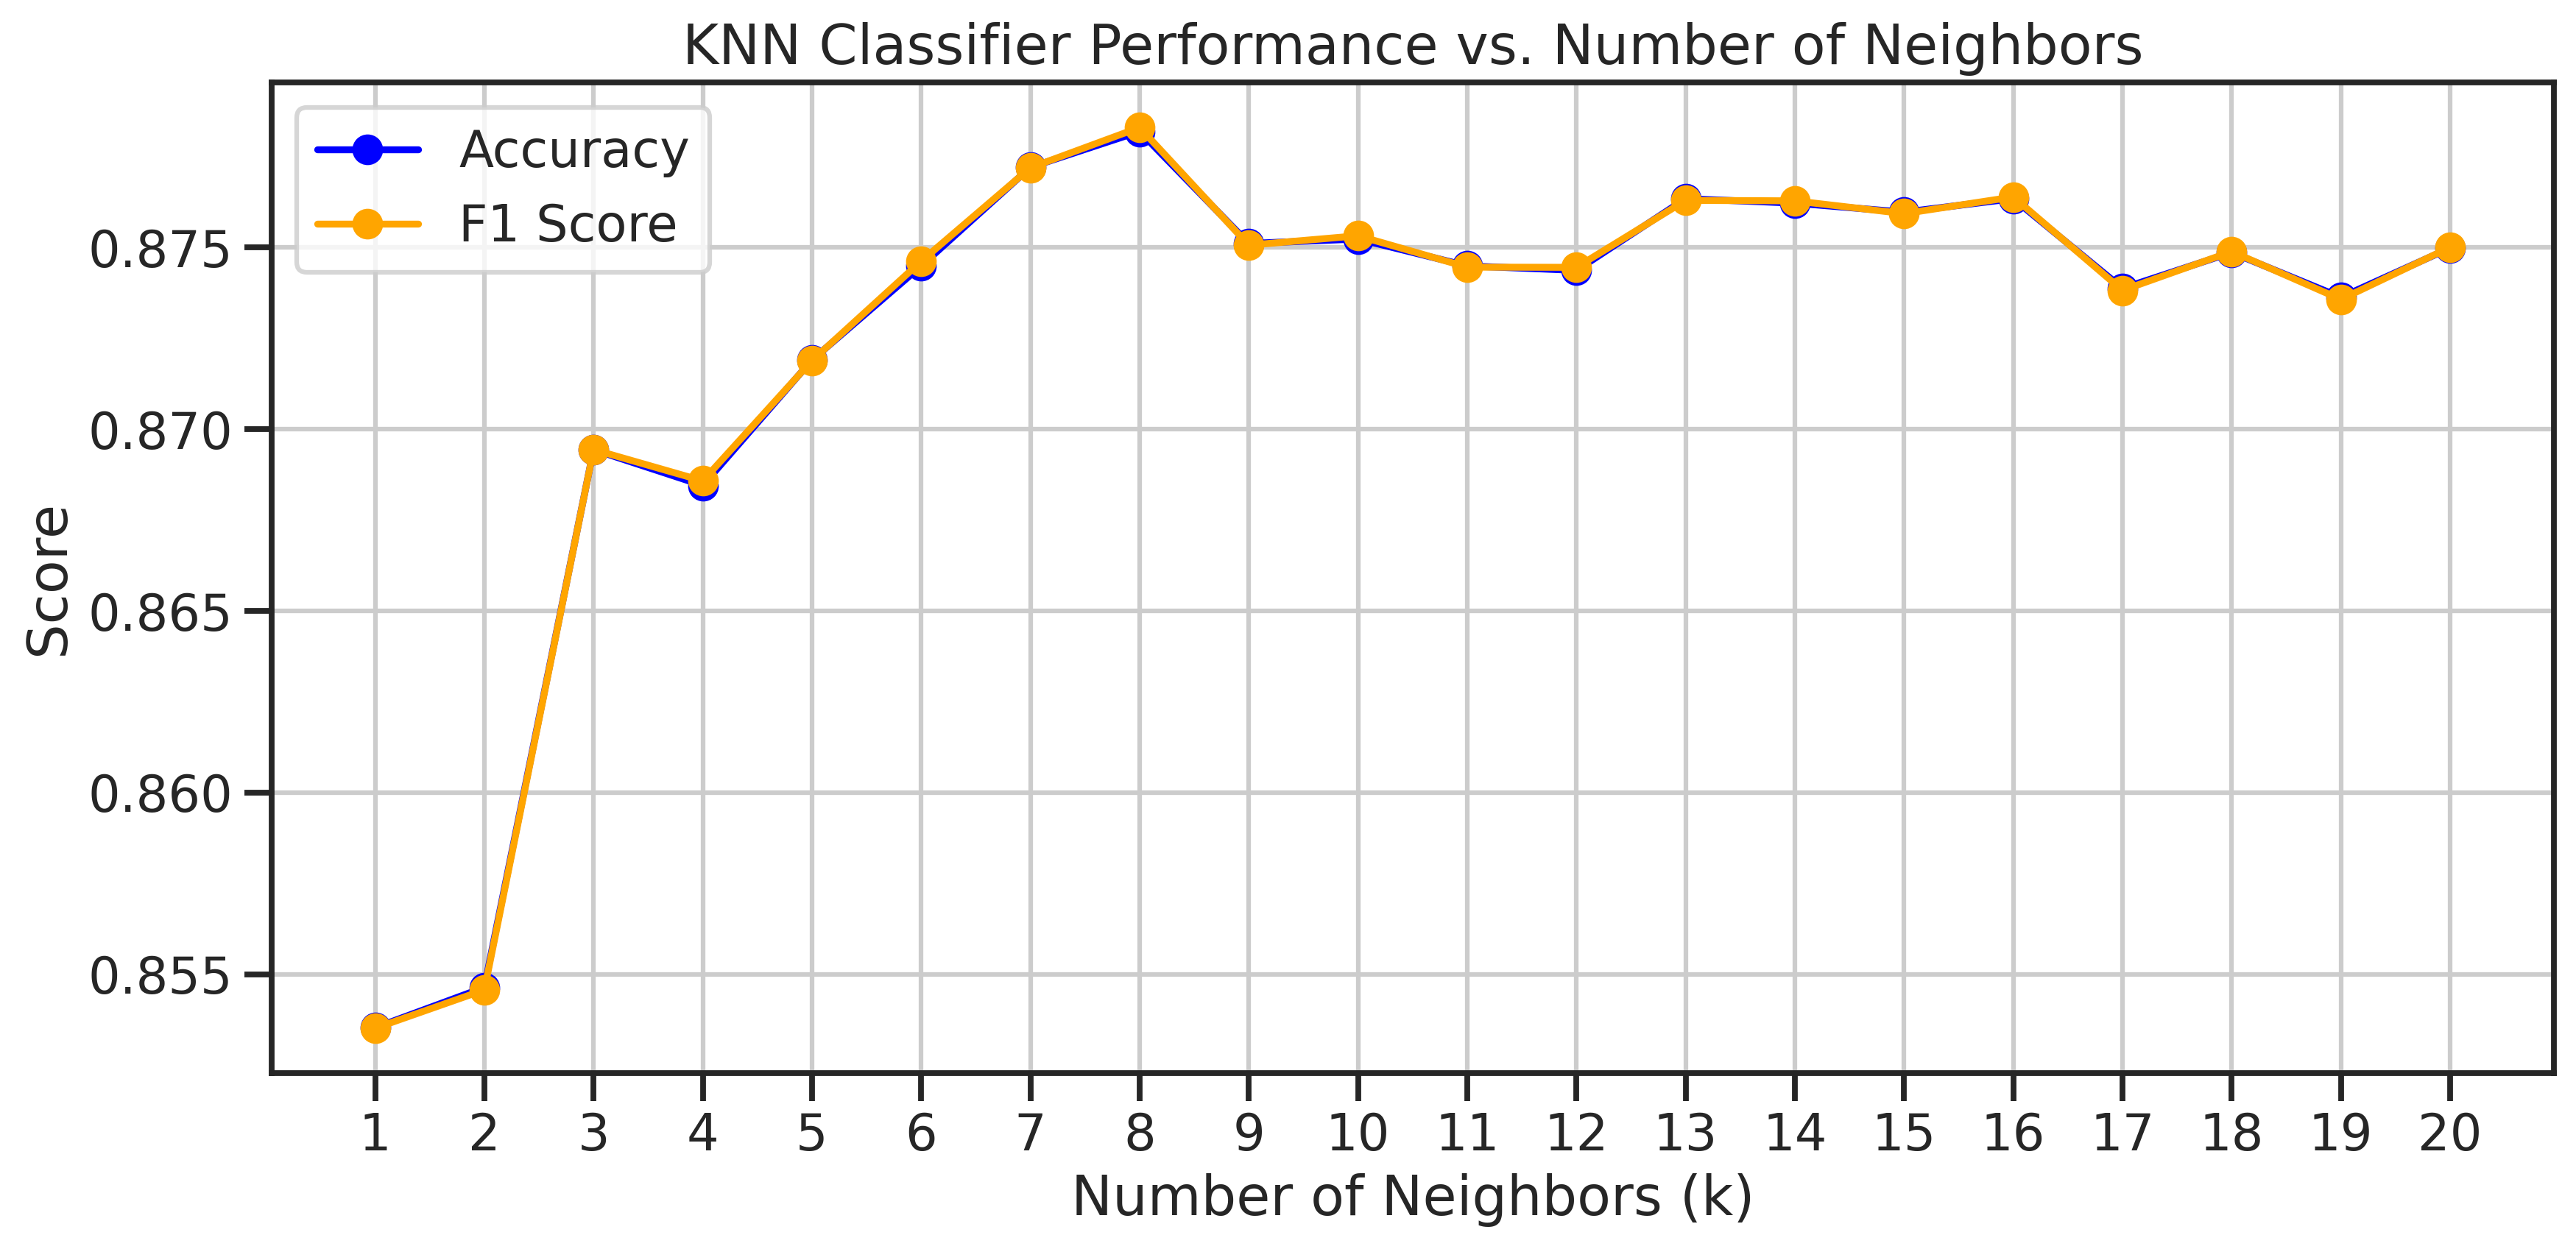 KNN Classifier Performance vs. Number of Neighbors
Accuracy
F1 Score
0.875
0.870
0.865
0.860
0.855
Score
1 2 3 4 5 6 7 8 9 10 11 12 13 14 15 16 17 18 19 20
Number of Neighbors (k)